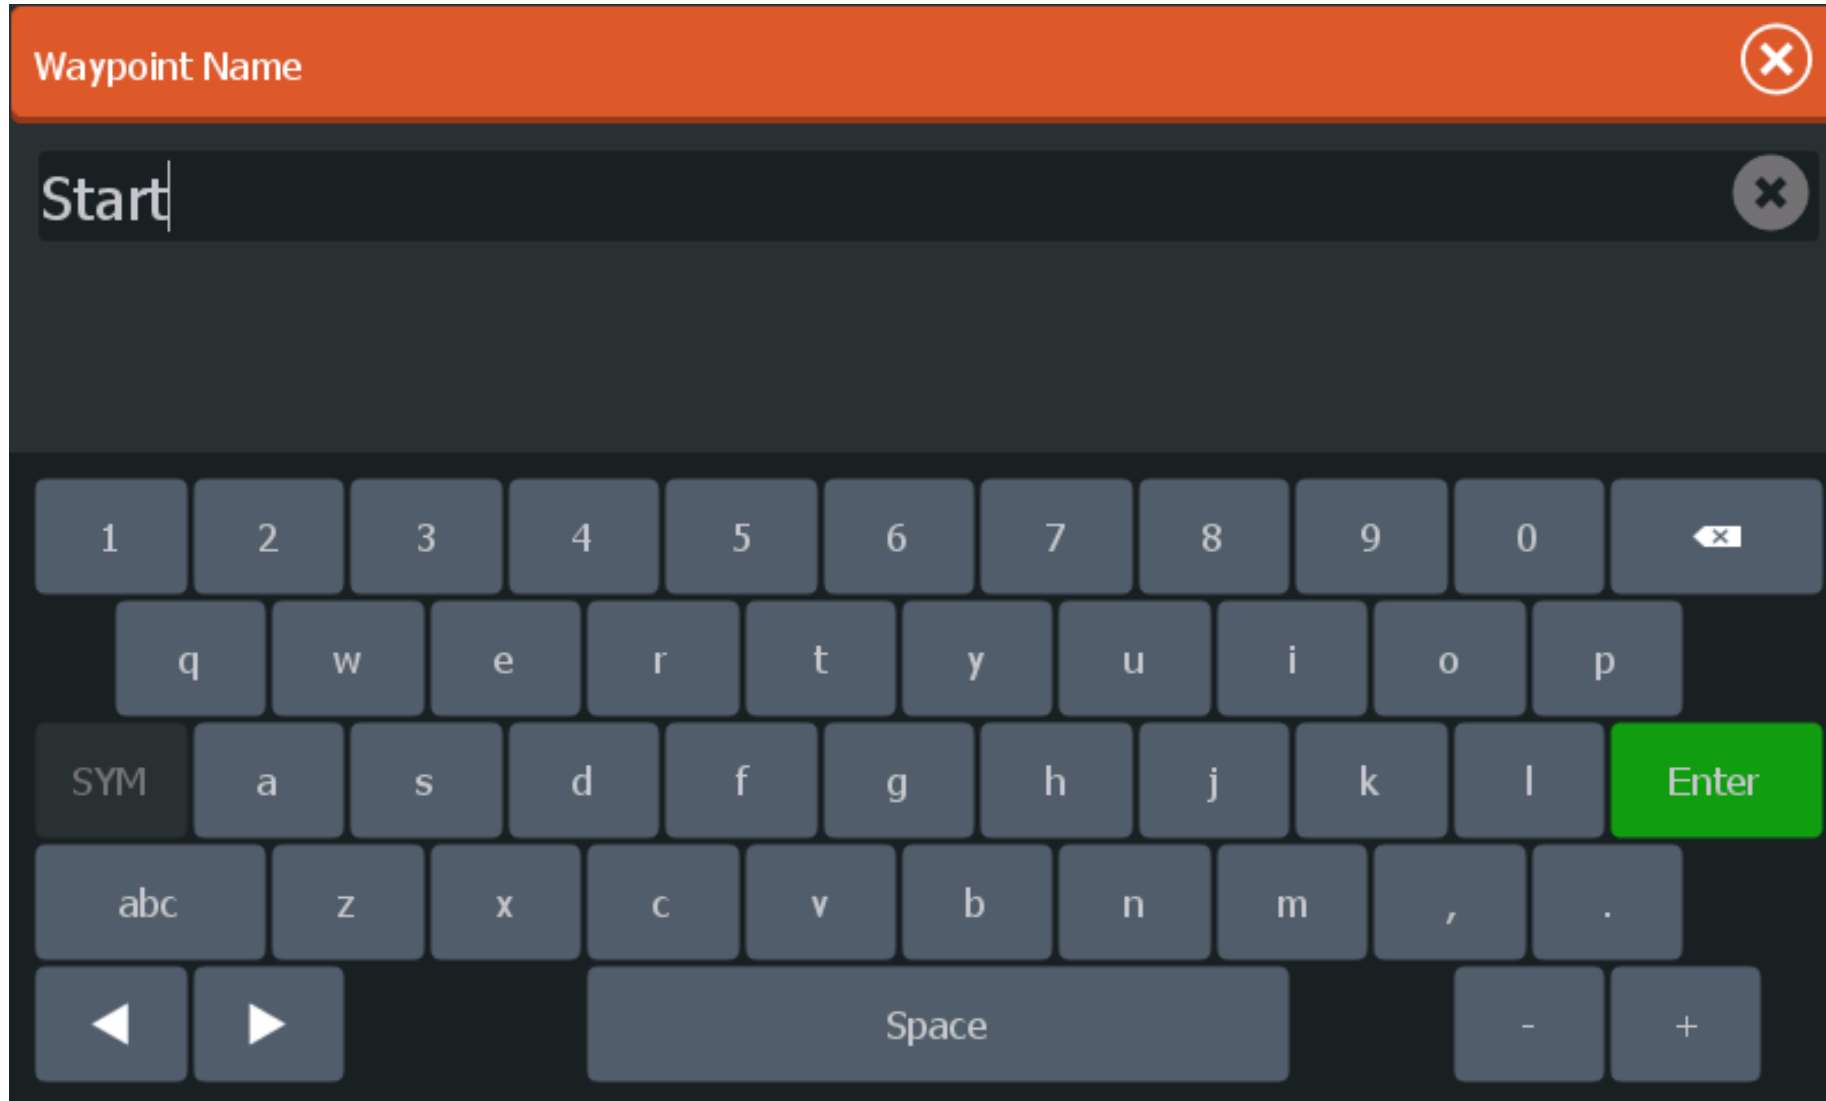 Waypoint Name
Start
1 2 3 4 5 6 7 8 9 0
q w e r t y u i o p
SYM a s d f g h j k l Enter
abc z x c v b n m , .
Space - +